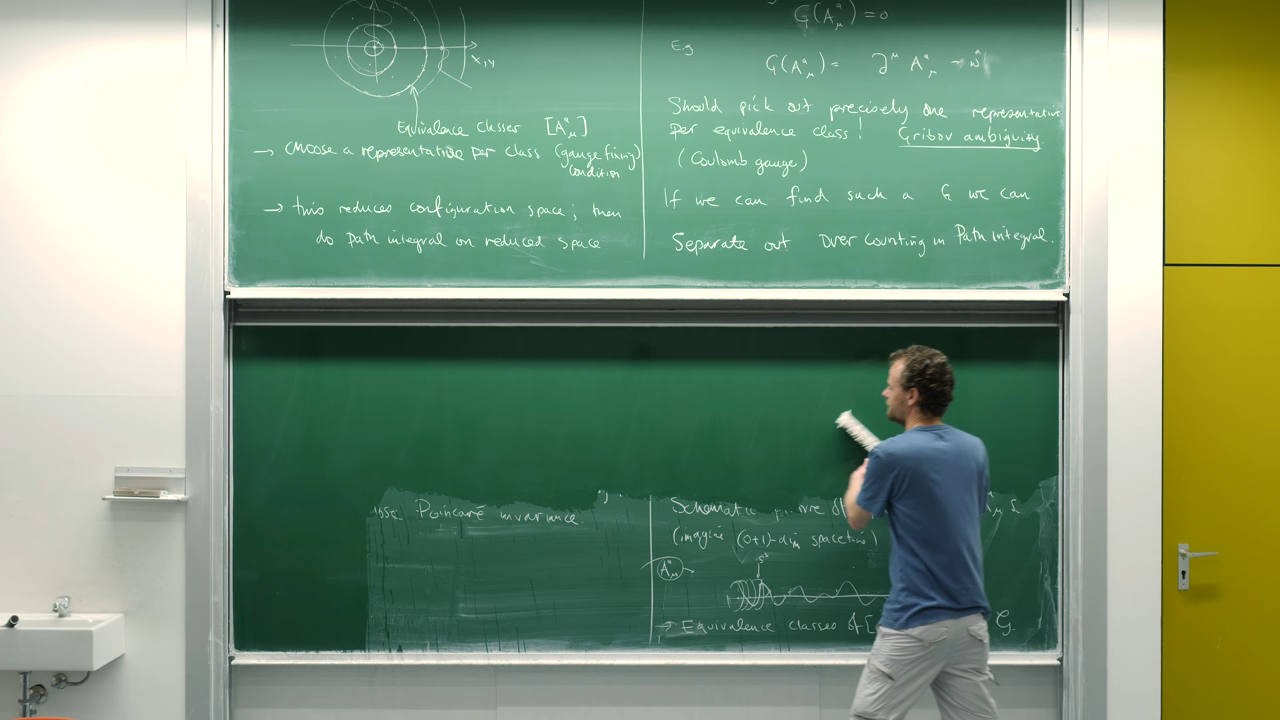 x,y
Equivalence classes [A^a_μ]
→ choose a representative per class (gauge fixing condition)
→ this reduces configuration space; then
do path integral on reduced space
G(A^a_μ) = 0
Eg
G(A^a_μ) = ∂^μ A^a_μ - w^a
Should pick out precisely one representative
per equivalence class! Gribov ambiguity
(Coulomb gauge)
If we can find such a G we can
Separate out over counting in Path integral.
Poincaré invariance
Schematic
(imagine (0+1)-dim spacetime)
A^a_μ
→ Equivalence classes of [
G